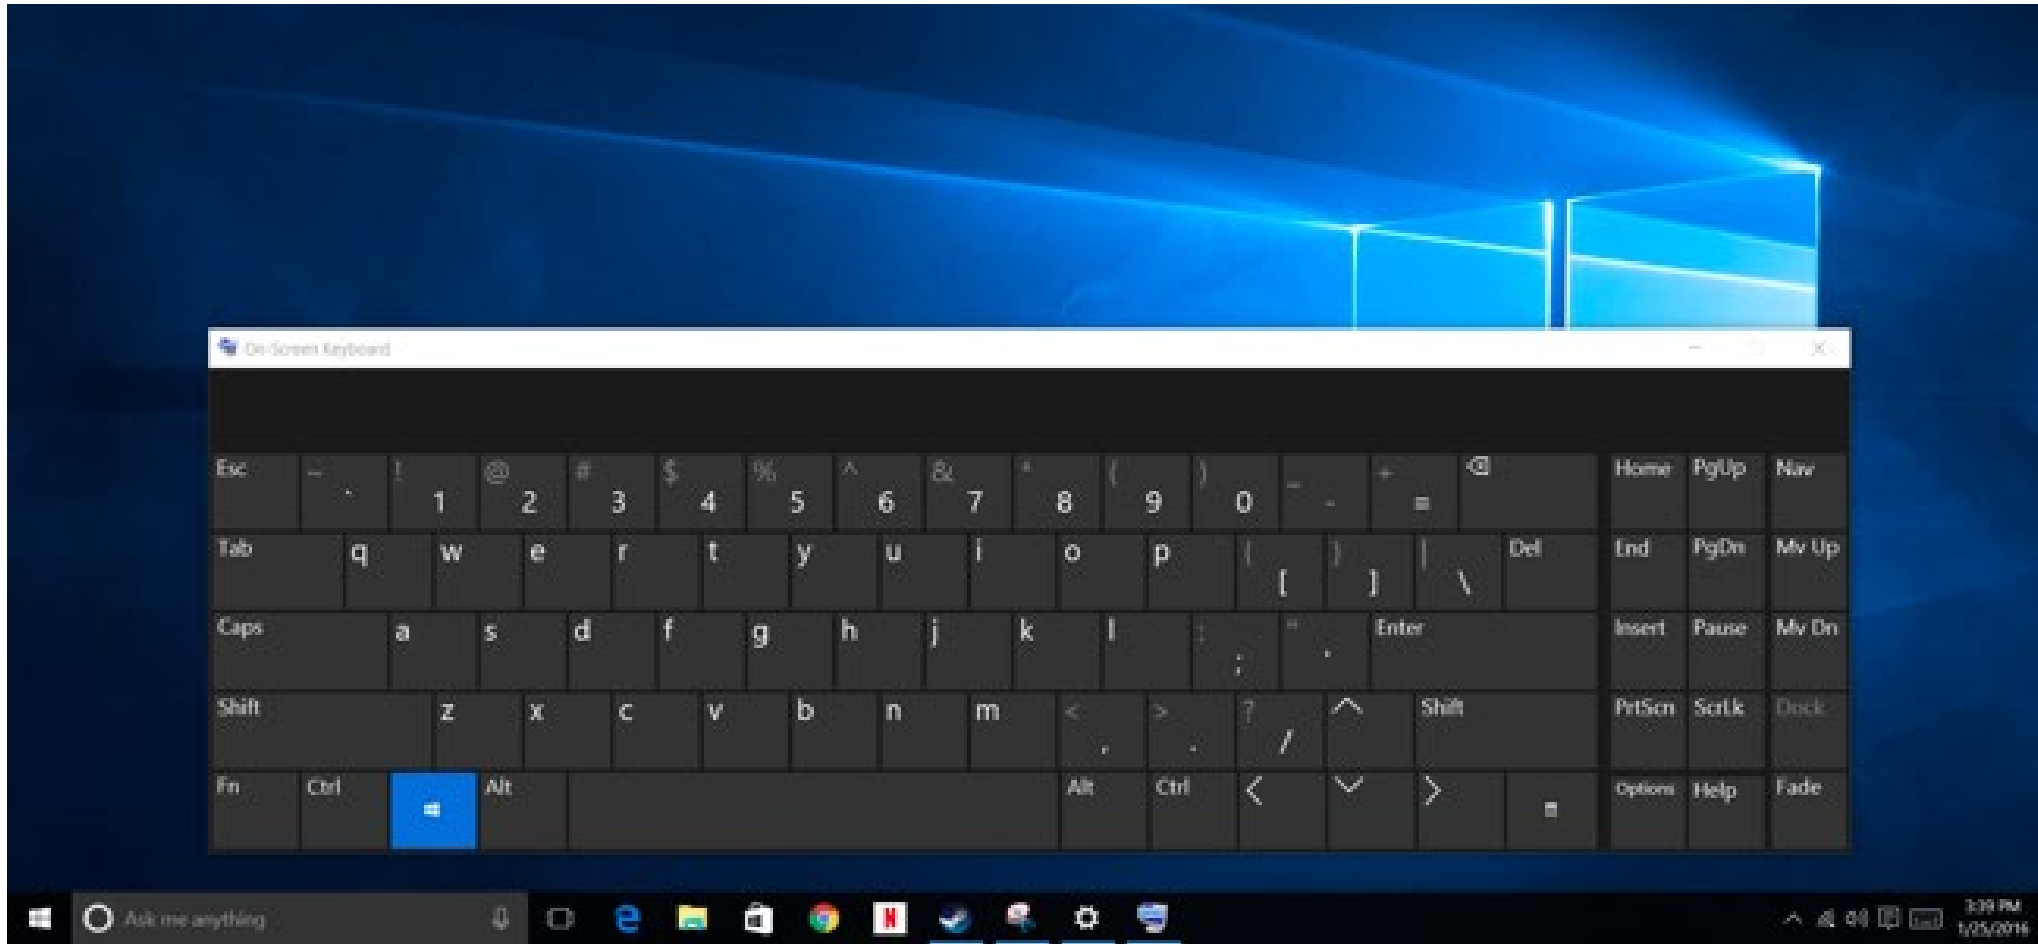 On-Screen Keyboard
Esc ~ ` ! 1 @ 2 # 3 $ 4 % 5 ^ 6 & 7 * 8 ( 9 ) 0 _ - + = Home PgUp Nav
Tab q w e r t y u i o p { [ } ] | \ Del End PgDn Mv Up
Caps a s d f g h j k l : ; " ' Enter Insert Pause Mv Dn
Shift z x c v b n m < , > . ? / Shift PrtScn ScrLk Dock
Fn Ctrl Alt Alt Ctrl Options Help Fade
Ask me anything
3:39 PM
1/25/2016